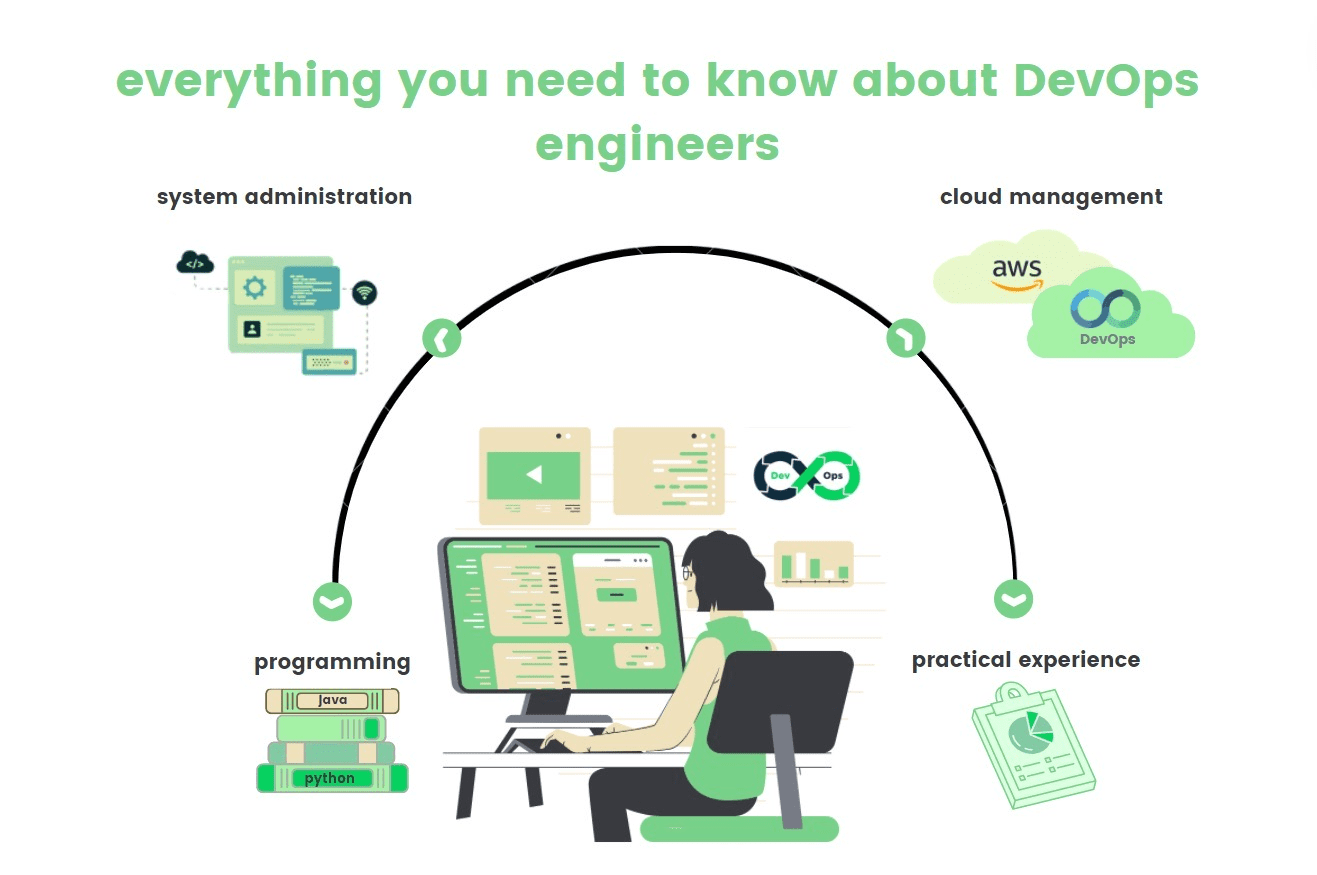 everything you need to know about DevOps
engineers
system administration
cloud management
</>
aws
DevOps
Dev Ops
programming
java
python
practical experience